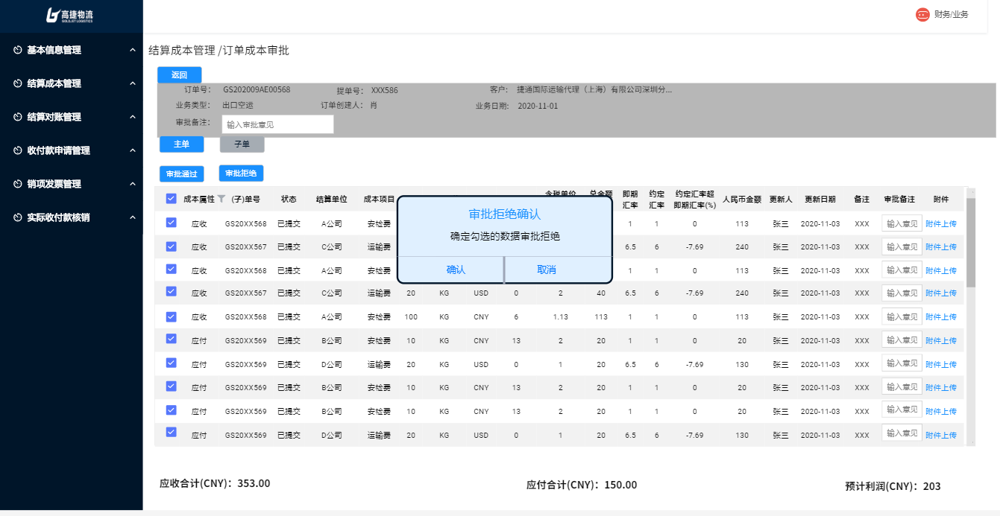 高捷物流
GOLDJET LOGISTICS
财务/业务
基本信息管理
结算成本管理
结算对账管理
收付款申请管理
销项发票管理
实际收付款核销
结算成本管理 /订单成本审批
返回
订单号： GS202009AE00568 提单号： XXX586 客户： 捷通国际运输代理（上海）有限公司深圳分...
业务类型： 出口空运 订单创建人： 肖 业务日期： 2020-11-01
审批备注： 输入审批意见
主单 子单
审批通过 审批拒绝
成本属性 (子)单号 状态 结算单位 成本项目 含税单价 总金额 即期汇率 约定汇率 约定汇率超即期汇率(%) 人民币金额 更新人 更新日期 备注 审批备注 附件
应收 GS20XX568 已提交 A公司 安检费 1 1 0 113 张三 2020-11-03 XXX 输入意见 附件上传
应收 GS20XX567 已提交 C公司 运输费 6.5 6 -7.69 240 张三 2020-11-03 XXX 输入意见 附件上传
应收 GS20XX568 已提交 A公司 安检费 1 1 0 113 张三 2020-11-03 XXX 输入意见 附件上传
应收 GS20XX567 已提交 C公司 运输费 20 KG USD 0 2 40 6.5 6 -7.69 240 张三 2020-11-03 XXX 输入意见 附件上传
应收 GS20XX568 已提交 A公司 安检费 100 KG CNY 6 1.13 113 1 1 0 113 张三 2020-11-03 XXX 输入意见 附件上传
应付 GS20XX569 已提交 B公司 安检费 10 KG CNY 13 2 20 1 1 0 20 张三 2020-11-03 XXX 输入意见 附件上传
应付 GS20XX569 已提交 D公司 运输费 20 KG USD 0 1 20 6.5 6 -7.69 130 张三 2020-11-03 XXX 输入意见 附件上传
应付 GS20XX569 已提交 B公司 安检费 10 KG CNY 13 2 20 1 1 0 20 张三 2020-11-03 XXX 输入意见 附件上传
应付 GS20XX569 已提交 B公司 安检费 10 KG CNY 13 2 20 1 1 0 20 张三 2020-11-03 XXX 输入意见 附件上传
应付 GS20XX569 已提交 D公司 运输费 20 KG USD 0 1 20 6.5 6 -7.69 130 张三 2020-11-03 XXX 输入意见 附件上传
审批拒绝确认
确定勾选的数据审批拒绝
确认 取消
应收合计(CNY)：353.00 应付合计(CNY)：150.00 预计利润(CNY)：203